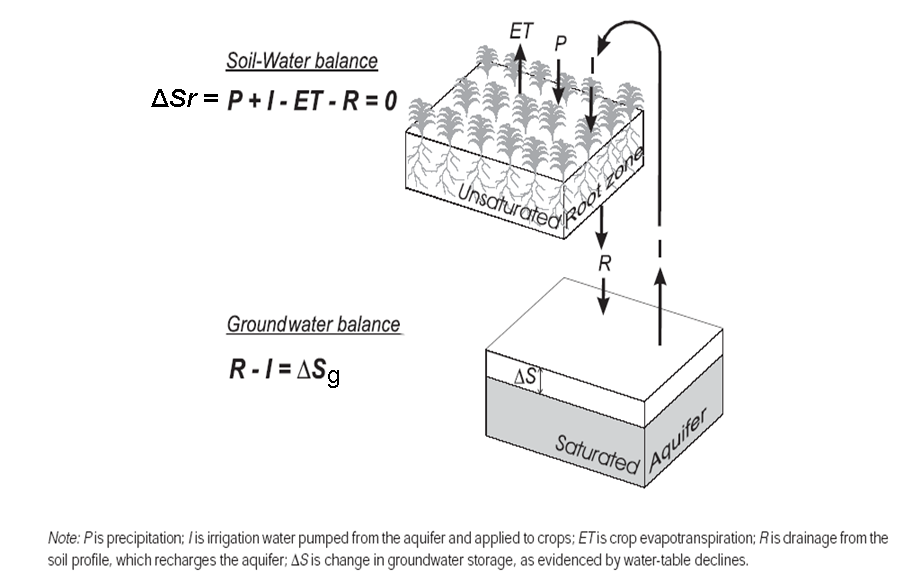 ET
P
Soil-Water balance
I
ΔSr = P + I - ET - R = 0
Unsaturated Root zone
I
R
Groundwater balance
R - I = ΔSg
ΔS
Saturated Aquifer
Note: P is precipitation; I is irrigation water pumped from the aquifer and applied to crops; ET is crop evapotranspiration; R is drainage from the
soil profile, which recharges the aquifer; ΔS is change in groundwater storage, as evidenced by water-table declines.